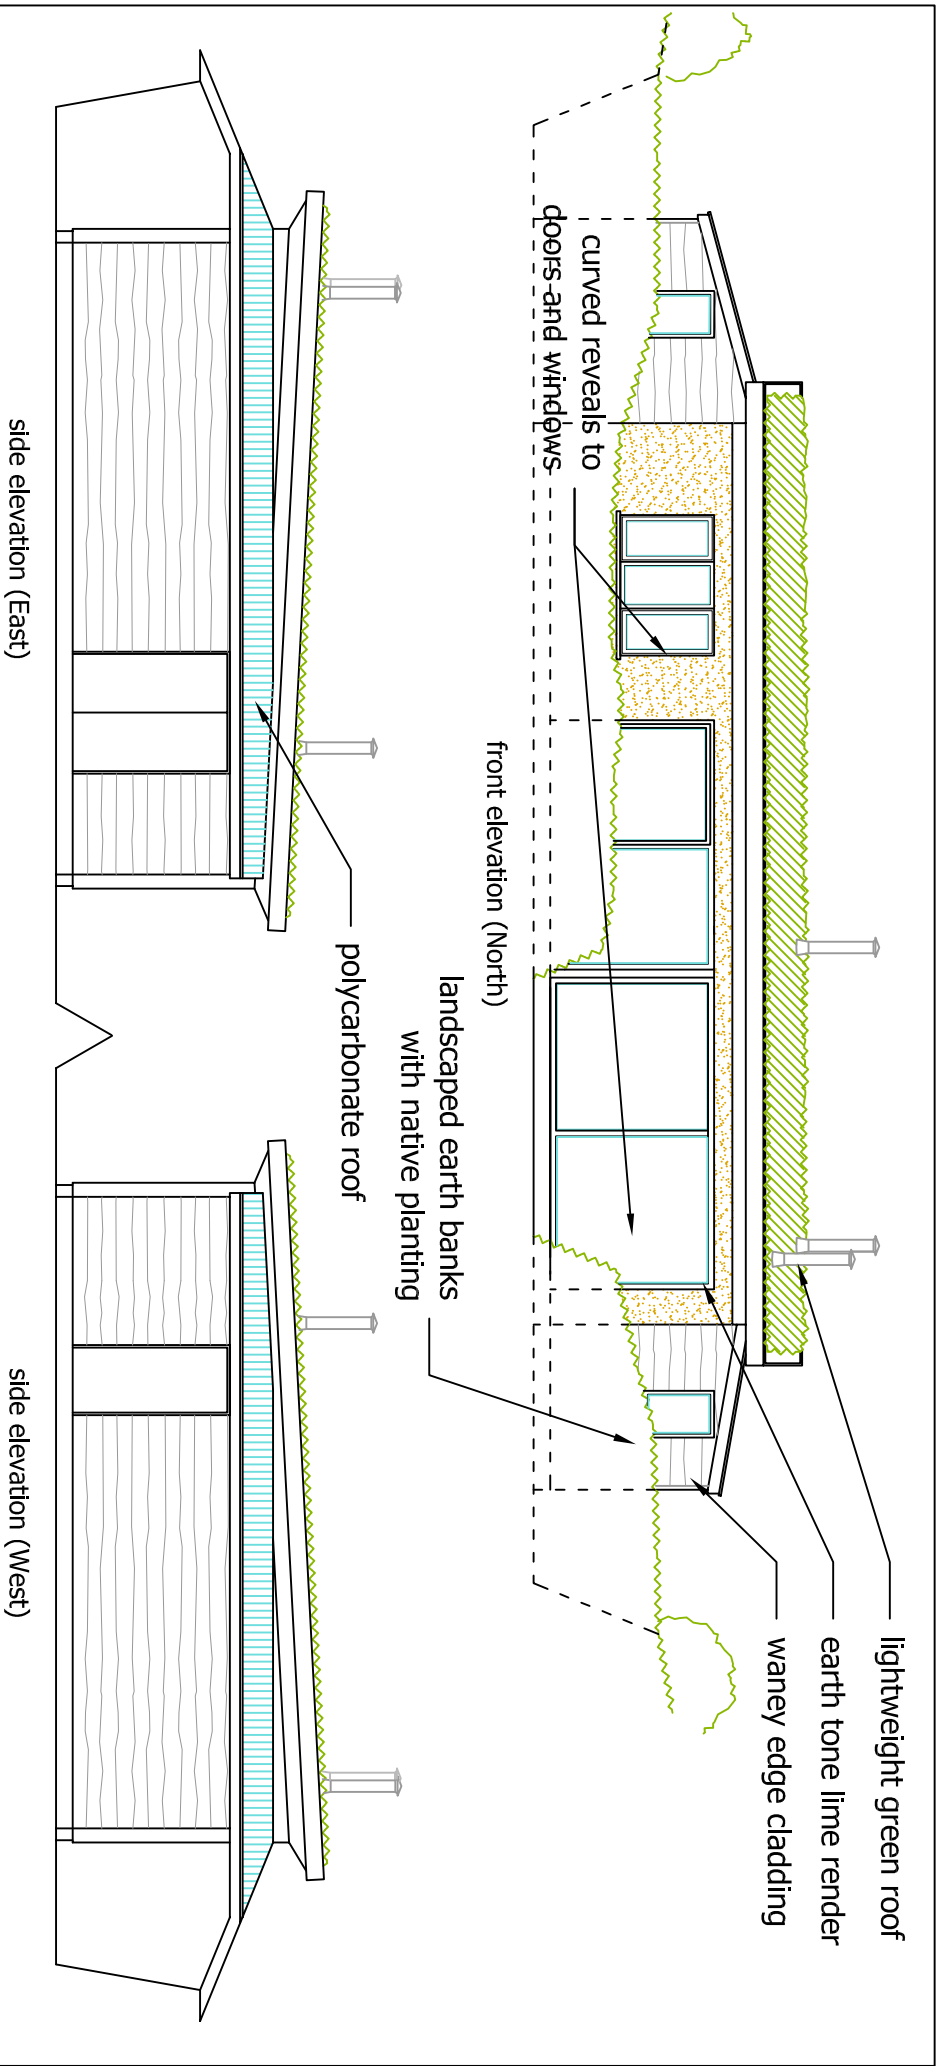 lightweight green roof
earth tone lime render
waney edge cladding
curved reveals to
doors and windows
front elevation (North)
landscaped earth banks
with native planting
polycarbonate roof
side elevation (East)
side elevation (West)